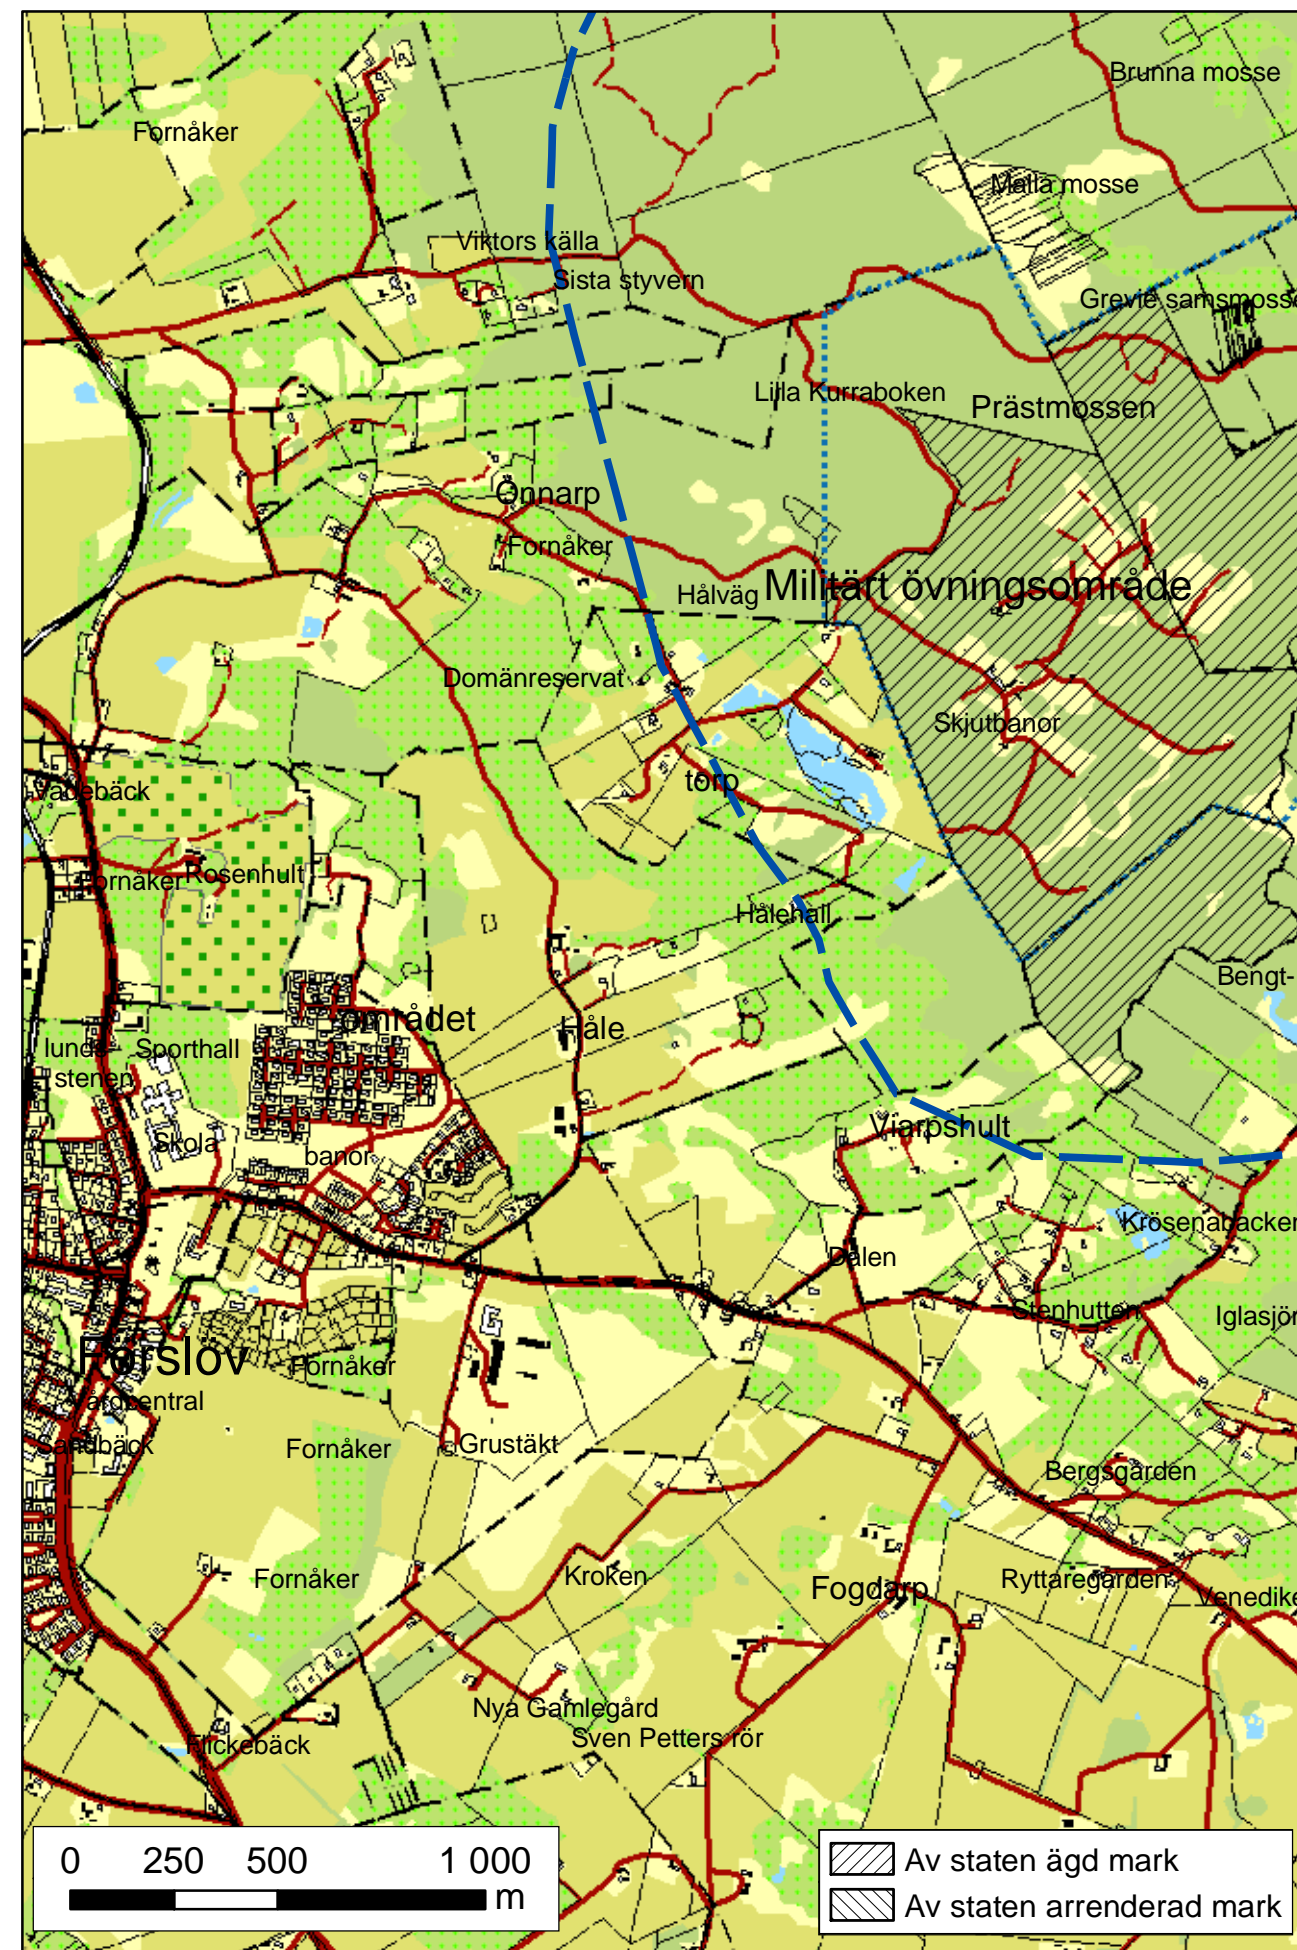 Brunna mosse
Fornåker
Malla mosse
Viktors källa
Sista styvern
Grevie samsmosse
Lilla Kurraboken
Prästmossen
Önnarp
Fornåker
Militärt övningsområde
Hålväg
Domänreservat
Skjutbanor
torp
Vadebäck
Fornåker
Rosenhult
Hålehall
Bengt-
området
Håle
lunds-
stenen
Sporthall
Skola
banor
Viarpshult
Krösenabacken
Dalen
Stenhutten
Iglasjön
Förslöv
Fornåker
Vårdcentral
Sandbäck
Fornåker
Grustäkt
Bergsgården
Fornåker
Kroken
Fogdarp
Ryttaregården
Venedike
Nya Gamlegård
Sven Petters rör
Flickebäck
0 250 500 1 000
m
Av staten ägd mark
Av staten arrenderad mark